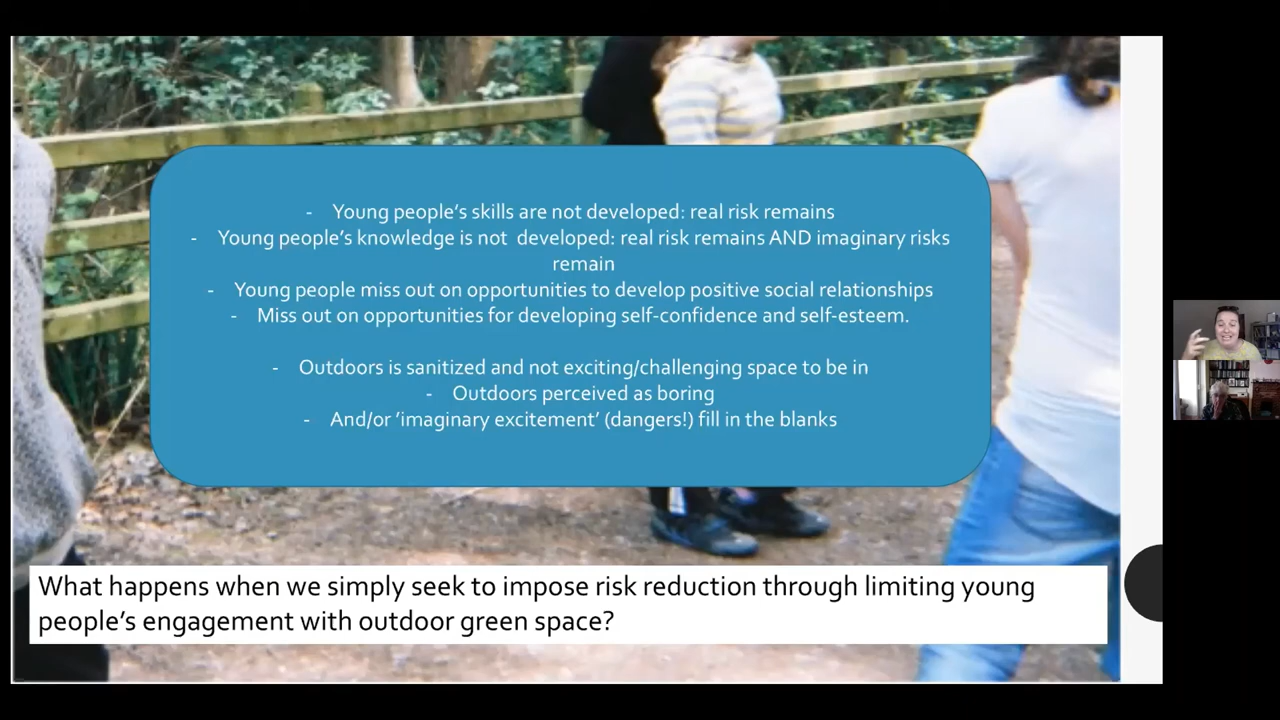 - Young people's skills are not developed: real risk remains
- Young people's knowledge is not  developed: real risk remains AND imaginary risks
remain
- Young people miss out on opportunities to develop positive social relationships
- Miss out on opportunities for developing self-confidence and self-esteem.
- Outdoors is sanitized and not exciting/challenging space to be in
- Outdoors perceived as boring
- And/or 'imaginary excitement' (dangers!) fill in the blanks
What happens when we simply seek to impose risk reduction through limiting young
people's engagement with outdoor green space?